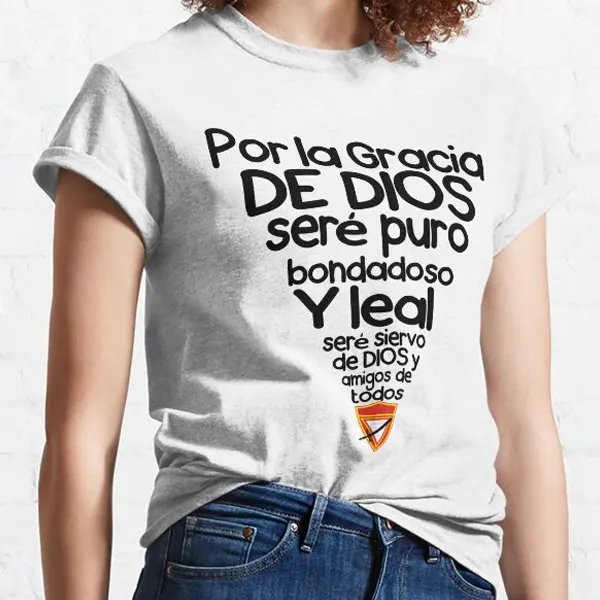 Por la Gracia
DE DIOS
seré puro
bondadoso
Y leal
seré siervo
de DIOS y
amigos de
todos